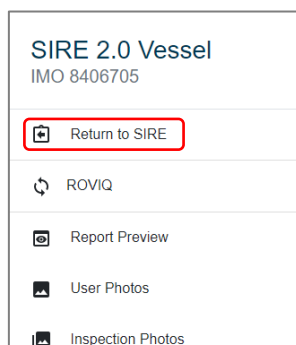 SIRE 2.0 Vessel
IMO 8406705
Return to SIRE
ROVIQ
Report Preview
User Photos
Inspection Photos